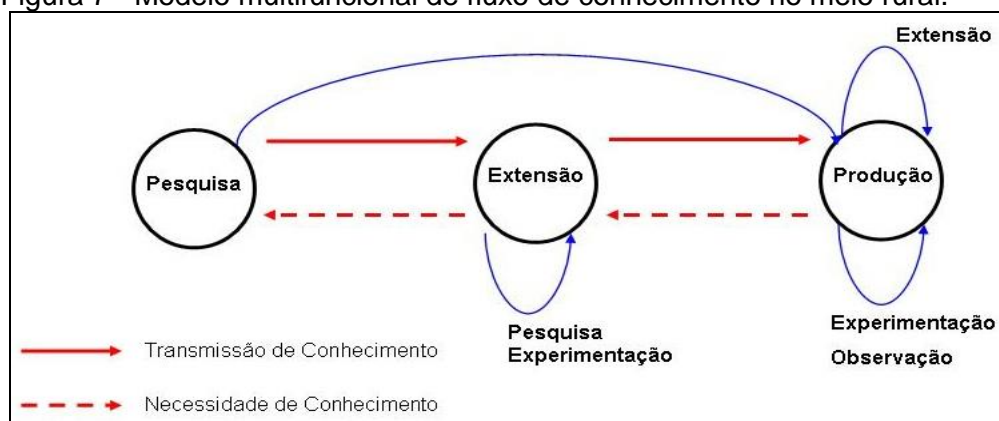 Figura 7 - Modelo multifuncional de fluxo de conhecimento no meio rural.
Extensão
Pesquisa
Extensão
Produção
Pesquisa
Experimentação
Experimentação
Observação
Transmissão de Conhecimento
Necessidade de Conhecimento